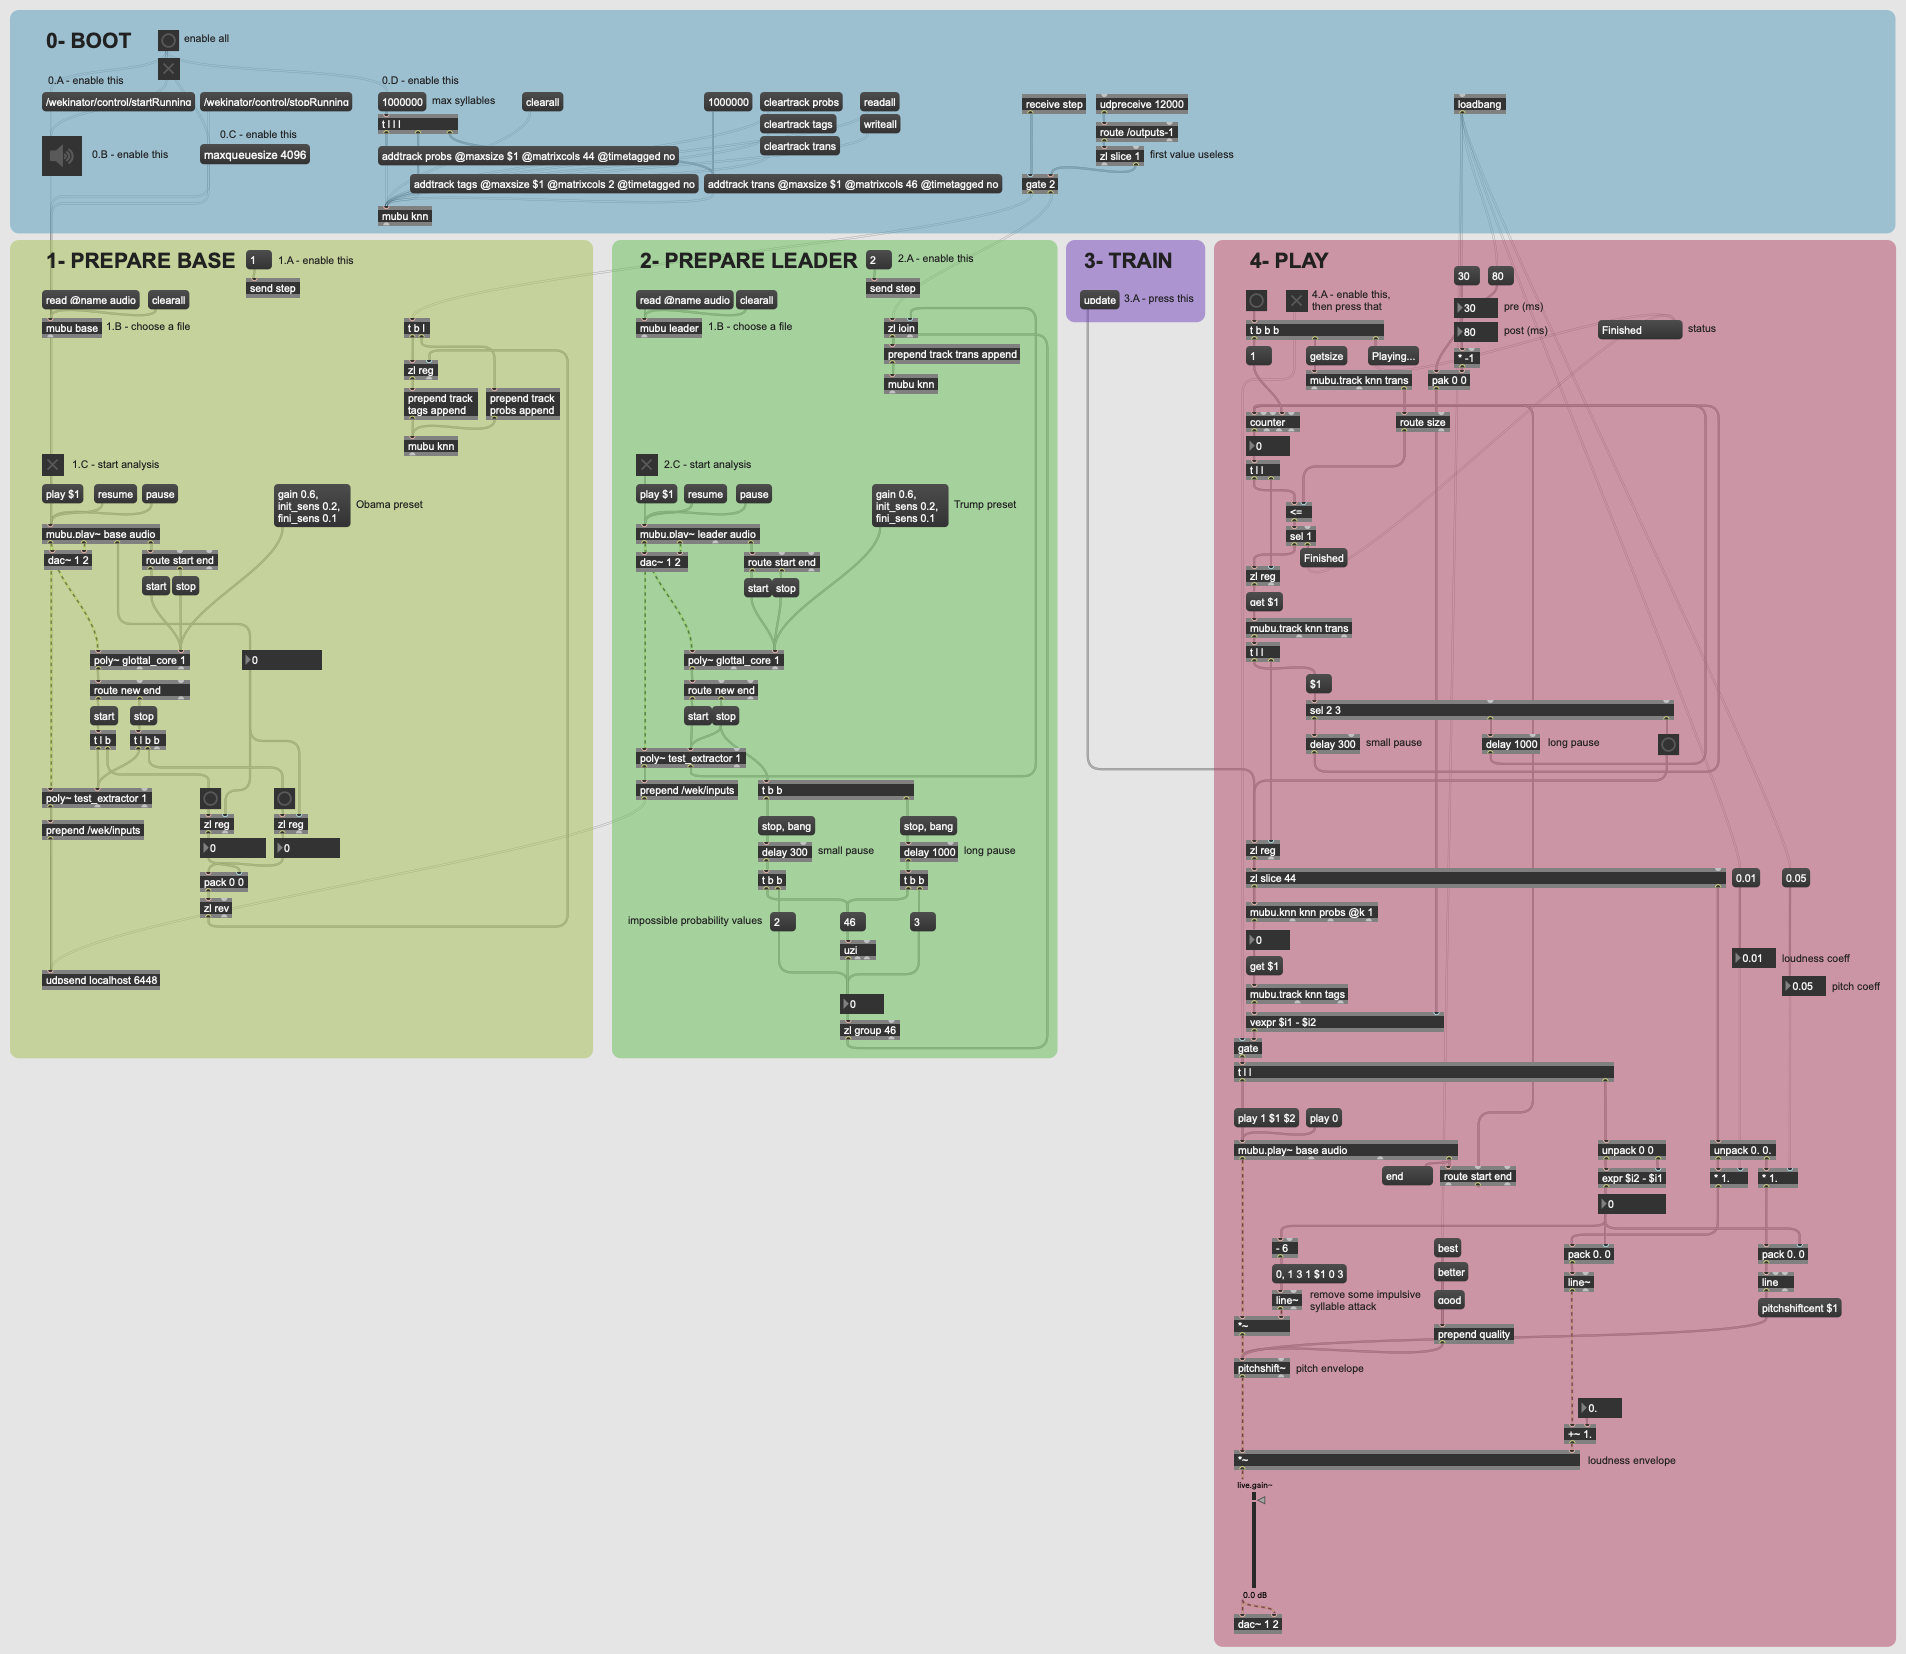 0- BOOT
enable all
0.A - enable this
/wekinator/control/startRunning
/wekinator/control/stopRunning
0.B - enable this
0.C - enable this
maxqueuesize 4096
0.D - enable this
1000000
max syllables
clearall
t l l l
addtrack probs @maxsize $1 @matrixcols 44 @timetagged no
addtrack tags @maxsize $1 @matrixcols 2 @timetagged no
mubu knn
1000000
cleartrack probs
readall
cleartrack tags
writeall
cleartrack trans
addtrack trans @maxsize $1 @matrixcols 46 @timetagged no
receive step
udpreceive 12000
route /outputs-1
zl slice 1
first value useless
gate 2
loadbang
1- PREPARE BASE
1
1.A - enable this
send step
read @name audio
clearall
mubu base
1.B - choose a file
t b l
zl reg
prepend track
tags append
prepend track
probs append
mubu knn
1.C - start analysis
play $1
resume
pause
gain 0.6,
init_sens 0.2,
fini_sens 0.1
Obama preset
mubu.play~ base audio
dac~ 1 2
route start end
start
stop
poly~ glottal_core 1
0
route new end
start
stop
t l b
t l b b
poly~ test_extractor 1
prepend /wek/inputs
zl reg
zl reg
0
0
pack 0 0
zl rev
udpsend localhost 6448
2- PREPARE LEADER
2
2.A - enable this
send step
read @name audio
clearall
mubu leader
1.B - choose a file
zl join
prepend track trans append
mubu knn
2.C - start analysis
play $1
resume
pause
gain 0.6,
init_sens 0.2,
fini_sens 0.1
Trump preset
mubu.play~ leader audio
dac~ 1 2
route start end
start
stop
poly~ glottal_core 1
route new end
start
stop
poly~ test_extractor 1
prepend /wek/inputs
t b b
stop, bang
stop, bang
delay 300
small pause
delay 1000
long pause
t b b
t b b
impossible probability values
2
46
3
uzi
0
zl group 46
3- TRAIN
update
3.A - press this
4- PLAY
4.A - enable this,
then press that
30
80
30
pre (ms)
80
post (ms)
Finished
status
t b b b
1
getsize
Playing...
* -1
mubu.track knn trans
pak 0 0
counter
route size
0
t l l
<=
sel 1
Finished
zl reg
get $1
mubu.track knn trans
t l l
$1
sel 2 3
delay 300
small pause
delay 1000
long pause
zl reg
zl slice 44
0.01
0.05
mubu.knn knn probs @k 1
0
get $1
0.01
loudness coeff
0.05
pitch coeff
mubu.track knn tags
vexpr $i1 - $i2
gate
t l l
play 1 $1 $2
play 0
mubu.play~ base audio
end
route start end
unpack 0 0
unpack 0. 0.
expr $i2 - $i1
* 1.
* 1.
0
- 6
best
pack 0. 0
pack 0. 0
0, 1 3 1 $1 0 3
better
line~
line
line~
remove some impulsive
syllable attack
good
pitchshiftcent $1
*~
prepend quality
pitchshift~
pitch envelope
0.
+~ 1.
*~
loudness envelope
live.gain~
0.0 dB
dac~ 1 2